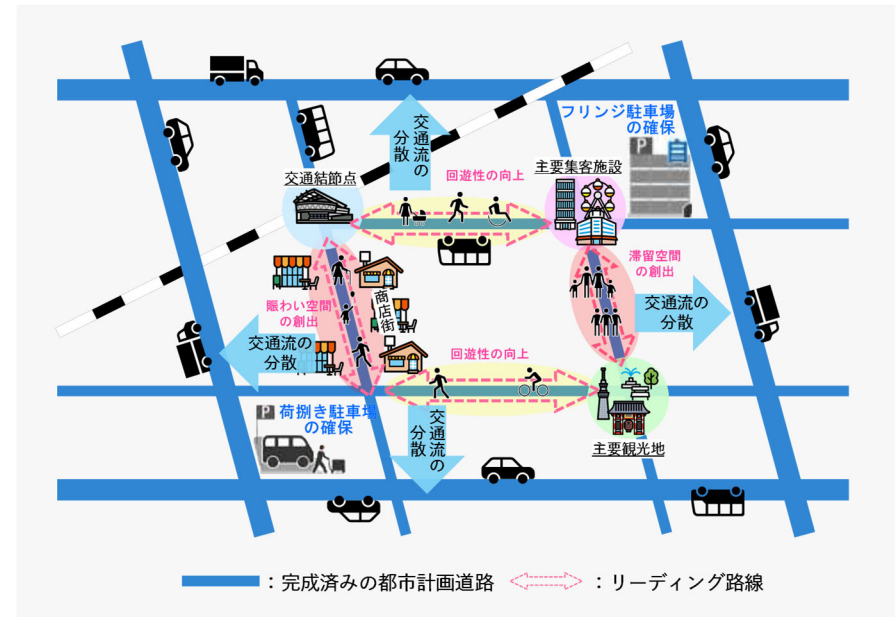 フリンジ駐車場
の確保
P
交通流の
分散
交通結節点
回遊性の向上
主要集客施設
滞留空間
の創出
賑わい空間
の創出
商店街
交通流の
分散
交通流の
分散
回遊性の向上
P 荷捌き駐車場
の確保
交通流の
分散
主要観光地
：完成済みの都市計画道路
：リーディング路線